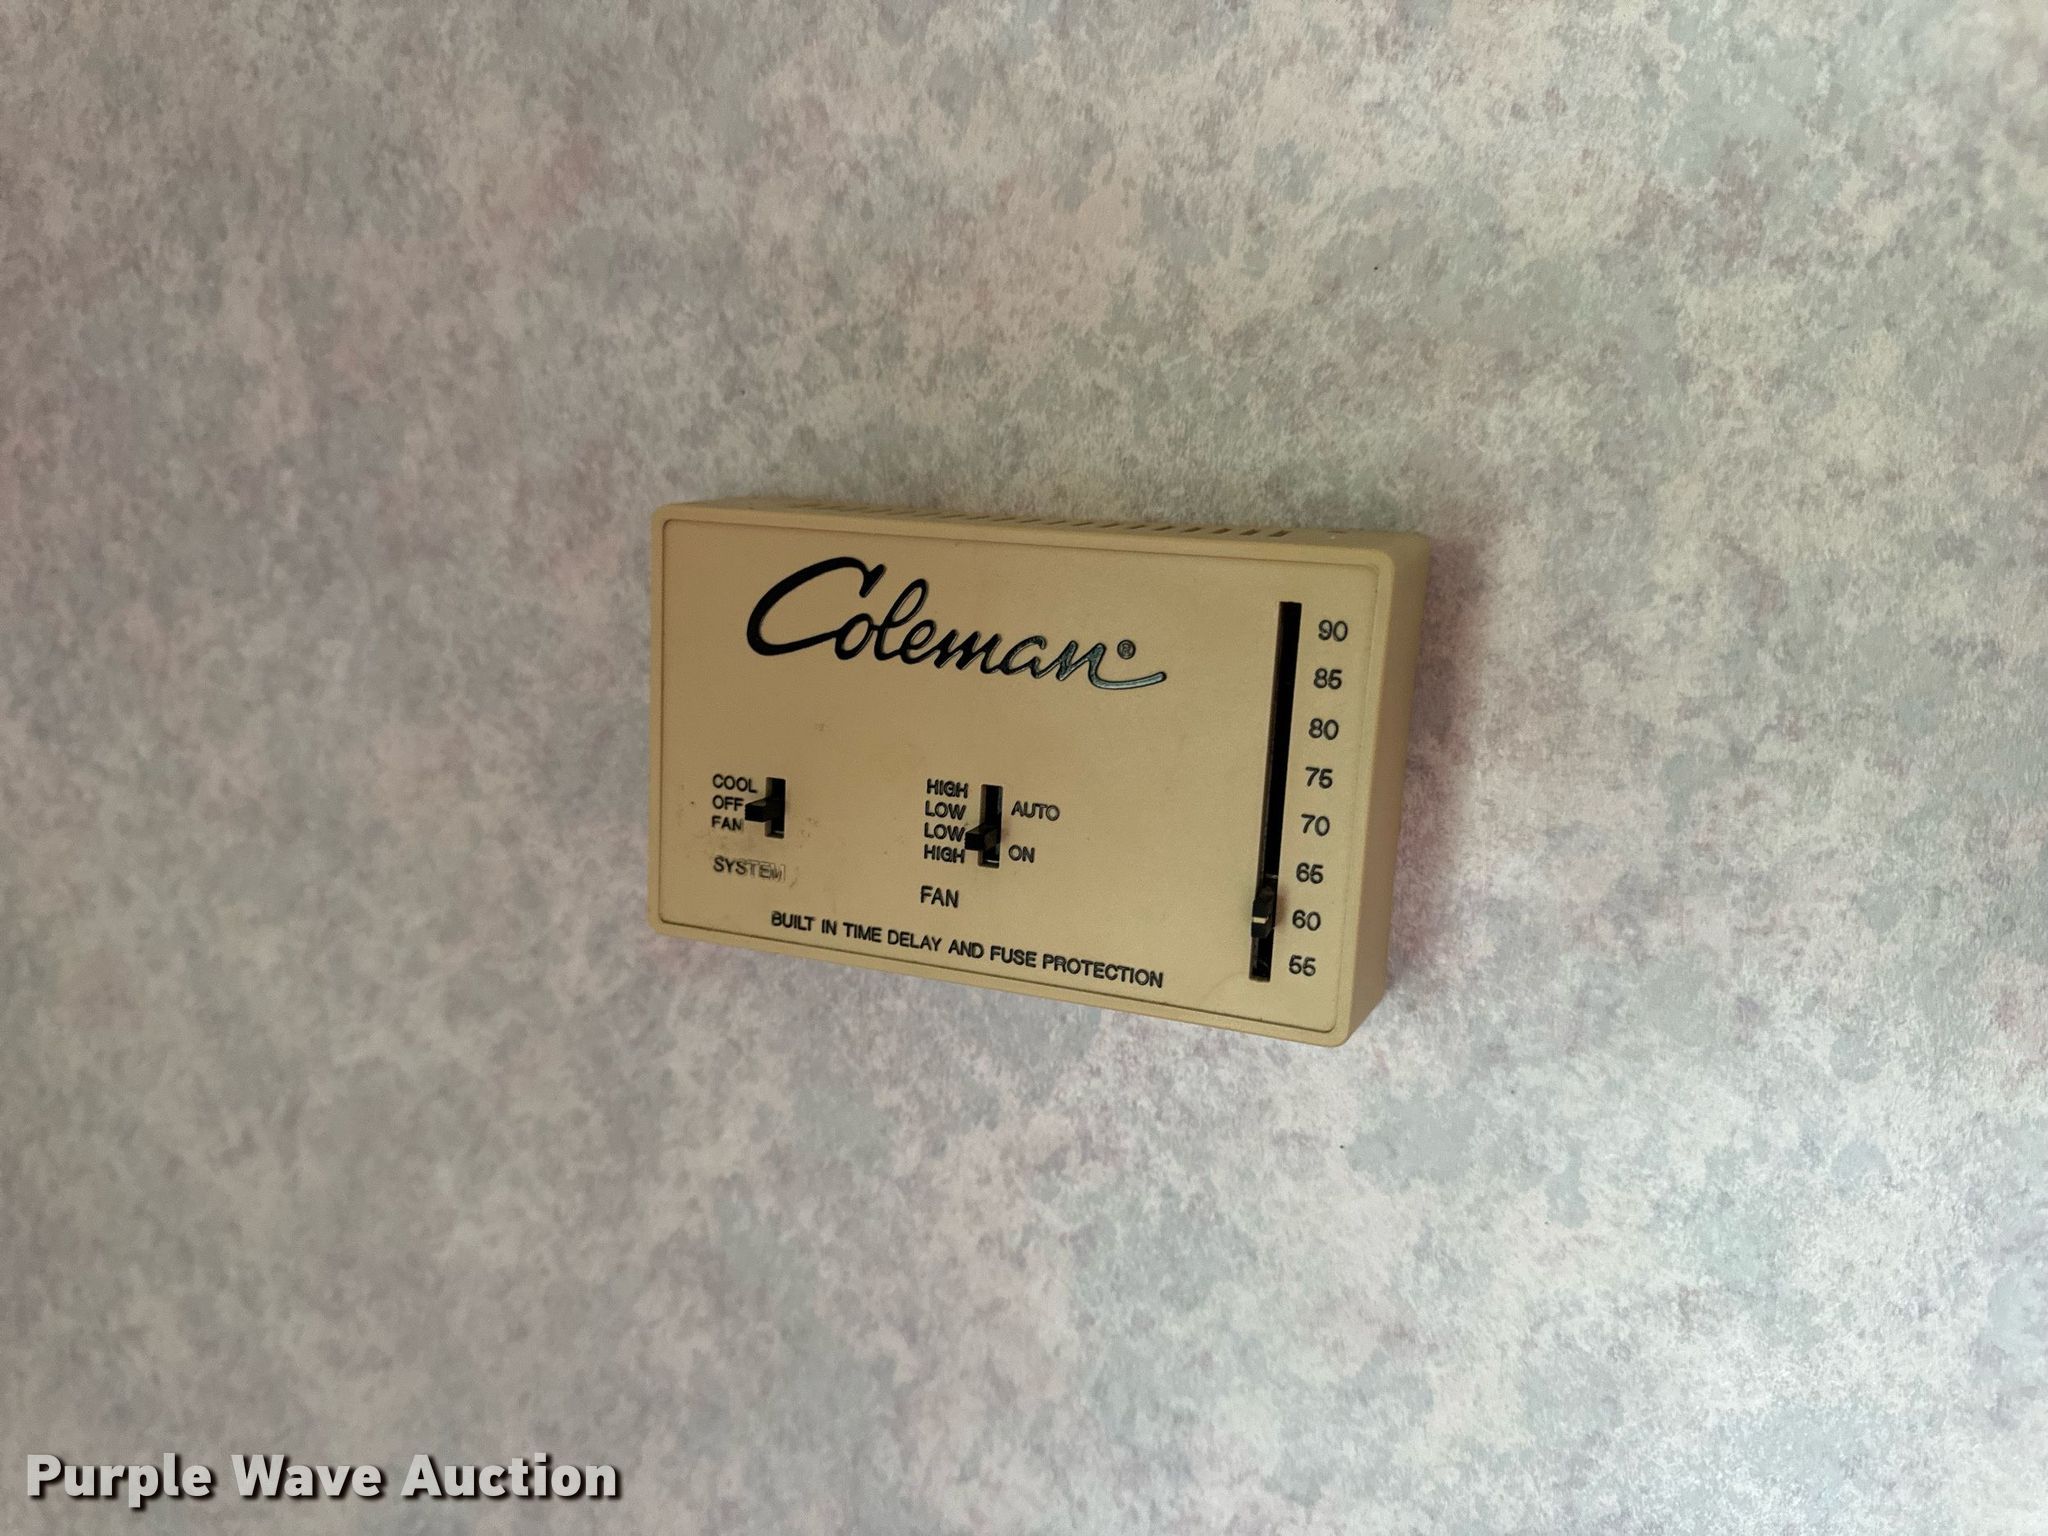 Coleman®
90
85
80
75
70
65
60
55
COOL
OFF
FAN
SYSTEM
HIGH
LOW
AUTO
LOW
HIGH
ON
FAN
BUILT IN TIME DELAY AND FUSE PROTECTION
Purple Wave Auction